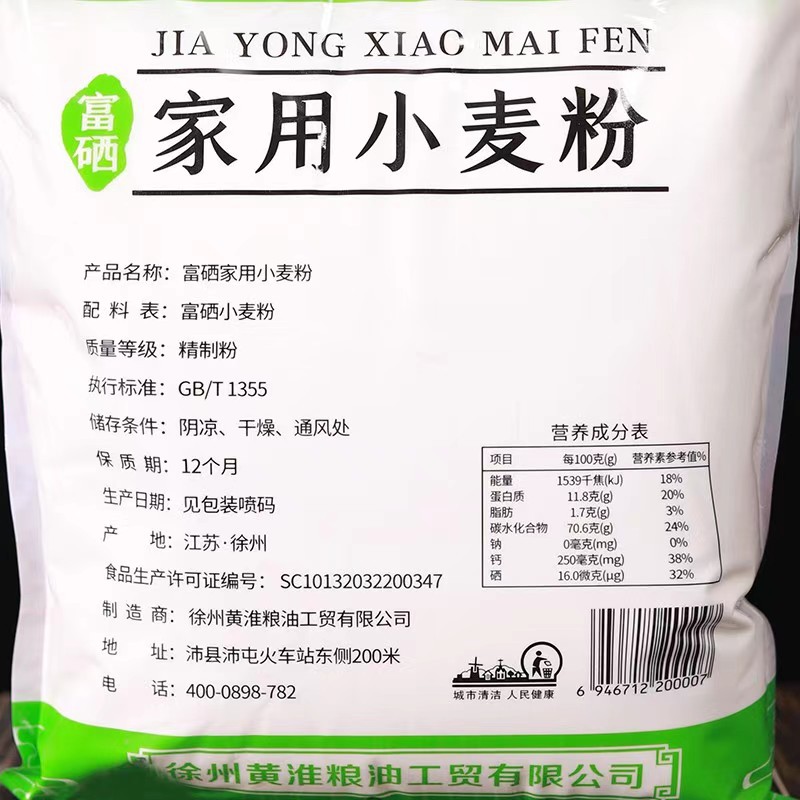 JIA YONG XIAO MAI FEN
富硒
家用小麦粉
产品名称：富硒家用小麦粉
配料表：富硒小麦粉
质量等级：精制粉
执行标准：GB/T 1355
储存条件：阴凉、干燥、通风处
保质期：12个月
生产日期：见包装喷码
产地：江苏·徐州
食品生产许可证编号：SC10132032200347
制造商：徐州黄淮粮油工贸有限公司
地址：沛县沛屯火车站东侧200米
电话：400-0898-782
营养成分表
项目 每100克(g) 营养素参考值%
能量 1539千焦(kJ) 18%
蛋白质 11.8克(g) 20%
脂肪 1.7克(g) 3%
碳水化合物 70.6克(g) 24%
钠 0毫克(mg) 0%
钙 250毫克(mg) 38%
硒 16.0微克(μg) 32%
城市清洁 人民健康
6 946712 200007
徐州黄淮粮油工贸有限公司